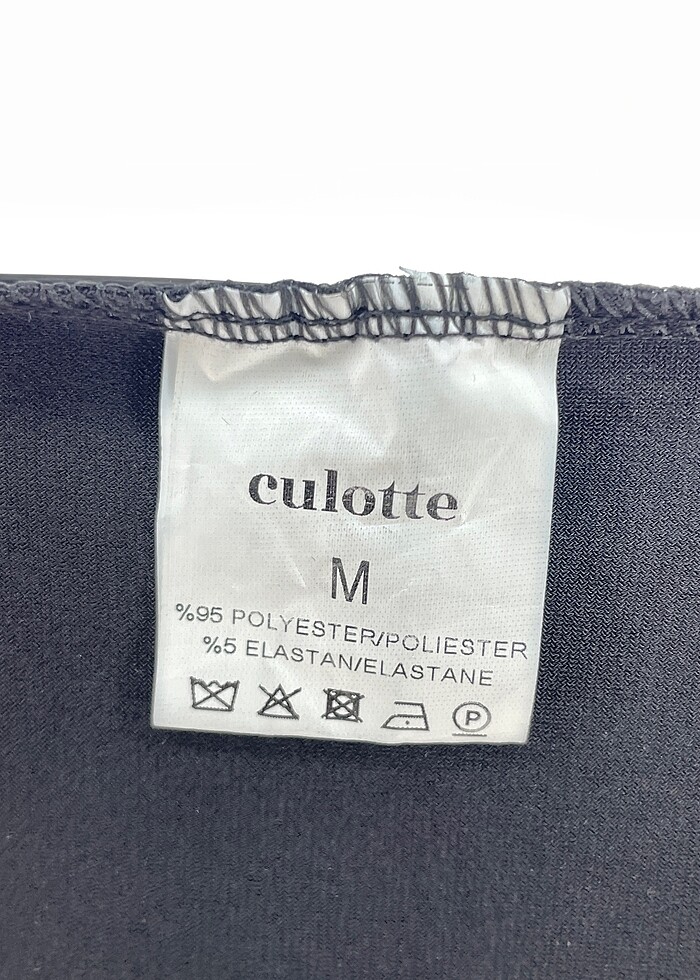 culotte
M
%95 POLYESTER/POLIESTER
%5 ELASTAN/ELASTANE
P